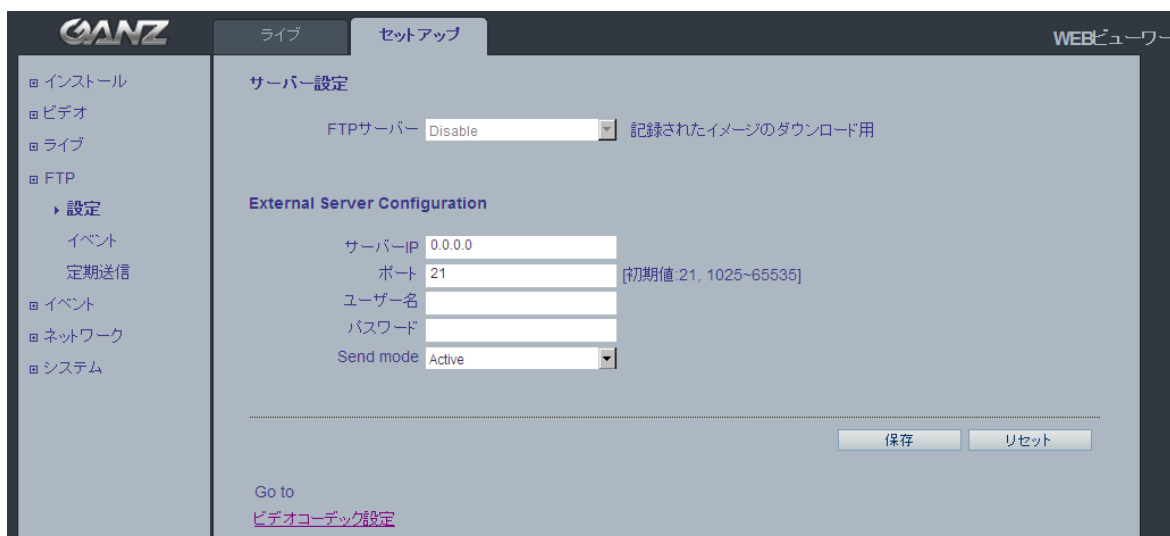 GANZ
ライブ
セットアップ
WEBビューワー
インストール
ビデオ
ライブ
FTP
設定
イベント
定期送信
イベント
ネットワーク
システム
サーバー設定
FTPサーバー Disable 記録されたイメージのダウンロード用
External Server Configuration
サーバーIP 0.0.0.0
ポート 21 [初期値:21, 1025~65535]
ユーザー名
パスワード
Send mode Active
保存 リセット
Go to
ビデオコーデック設定